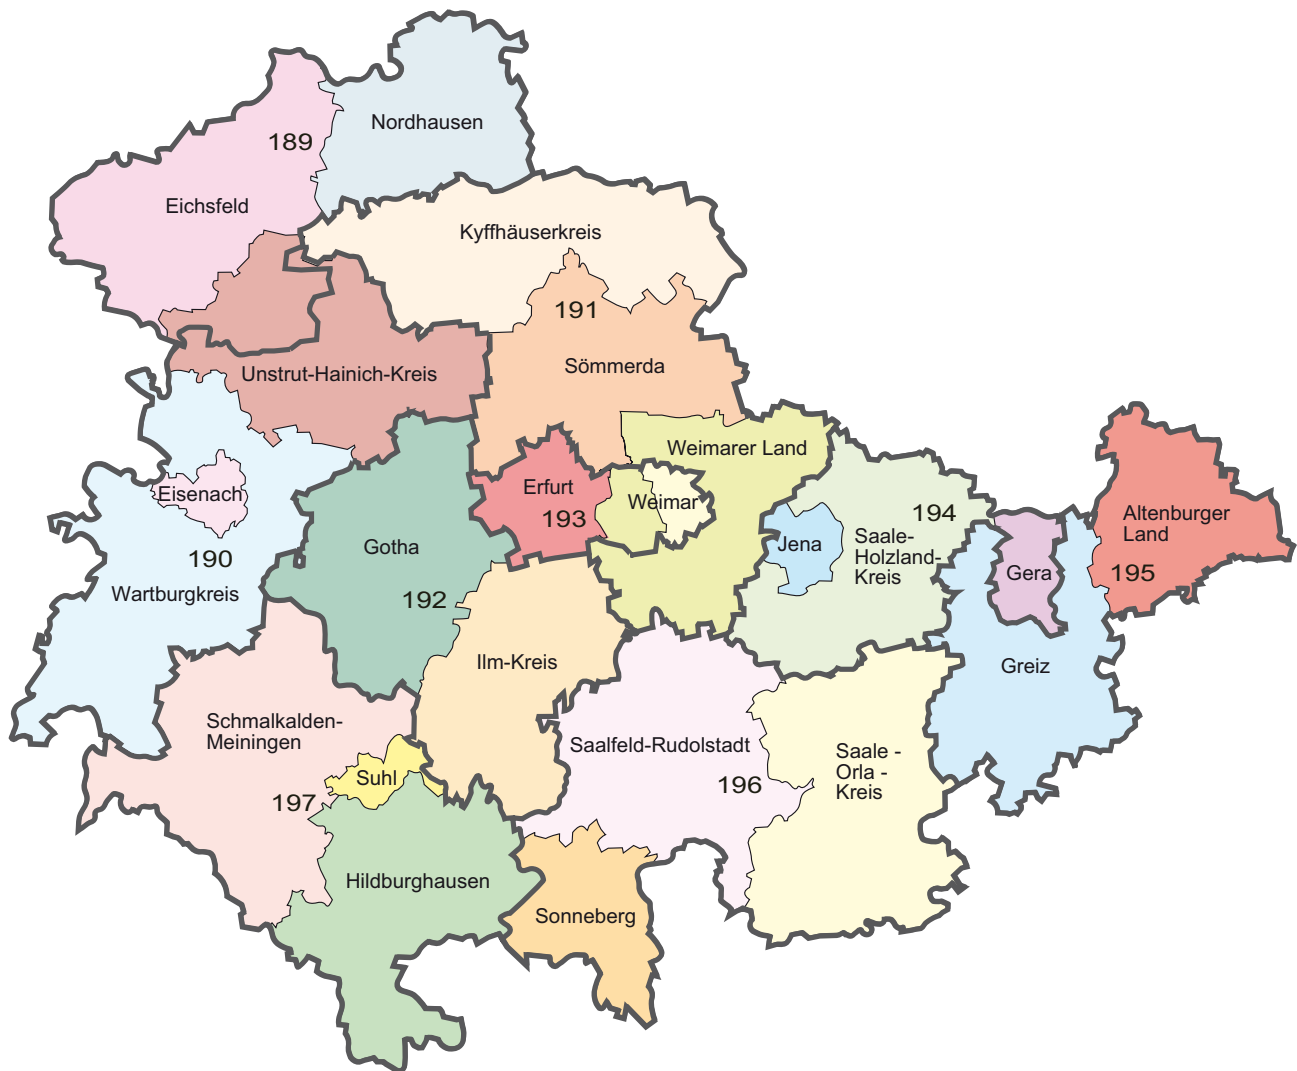 Nordhausen
189
Eichsfeld
Kyffhäuserkreis
191
Sömmerda
Unstrut-Hainich-Kreis
Weimarer Land
Eisenach
Erfurt
193
Weimar
194
Altenburger
Land
195
190
Wartburgkreis
Gotha
192
Jena
Saale-
Holzland-
Kreis
Gera
Ilm-Kreis
Greiz
Schmalkalden-
Meiningen
Saalfeld-Rudolstadt
196
Saale -
Orla -
Kreis
Suhl
197
Hildburghausen
Sonneberg